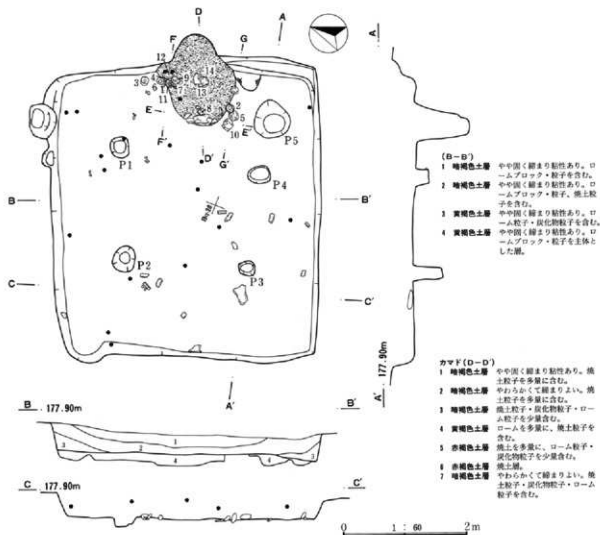 D
A
F
G
12
3
4
6
9
14
13
7
11
8
2
5
10
E
E'
F'
D'
G'
P1
P5
P4
P2
P3
B
B'
C
C'
A
A'
A' 177.90m
(B-B')
1 暗褐色土層 やや固く締まり粘性あり。ロ
ームブロック・粒子を含む。
2 暗褐色土層 やや固く締まり粘性あり。ロ
ームブロック・粒子、焼土粒
子を含む。
3 黄褐色土層 やや固く締まり粘性あり。ロ
ーム粒子・炭化物粒子を含む。
4 黄褐色土層 やや固く締まり粘性あり。ロ
ームブロック・粒子を主体と
した層。
カマド(D-D')
1 暗褐色土層 やや固く締まり粘性あり。焼
土粒子を多量に含む。
2 暗褐色土層 やわらかくて締まりよい。焼
土粒子を多量に含む。
3 暗褐色土層 焼土粒子・炭化物粒子・ロー
ム粒子を少量含む。
4 黄褐色土層 ロームを多量に、焼土粒子を
含む。
5 赤褐色土層 焼土を多量に、ローム粒子・
炭化物粒子を少量含む。
6 赤褐色土層 焼土層。
7 暗褐色土層 やわらかくて締まりよい。焼
土粒子・炭化物粒子・ローム
粒子を含む。
B 177.90m B'
3 2 1 4 4 3
C 177.90m C'
0 1 : 60 2m